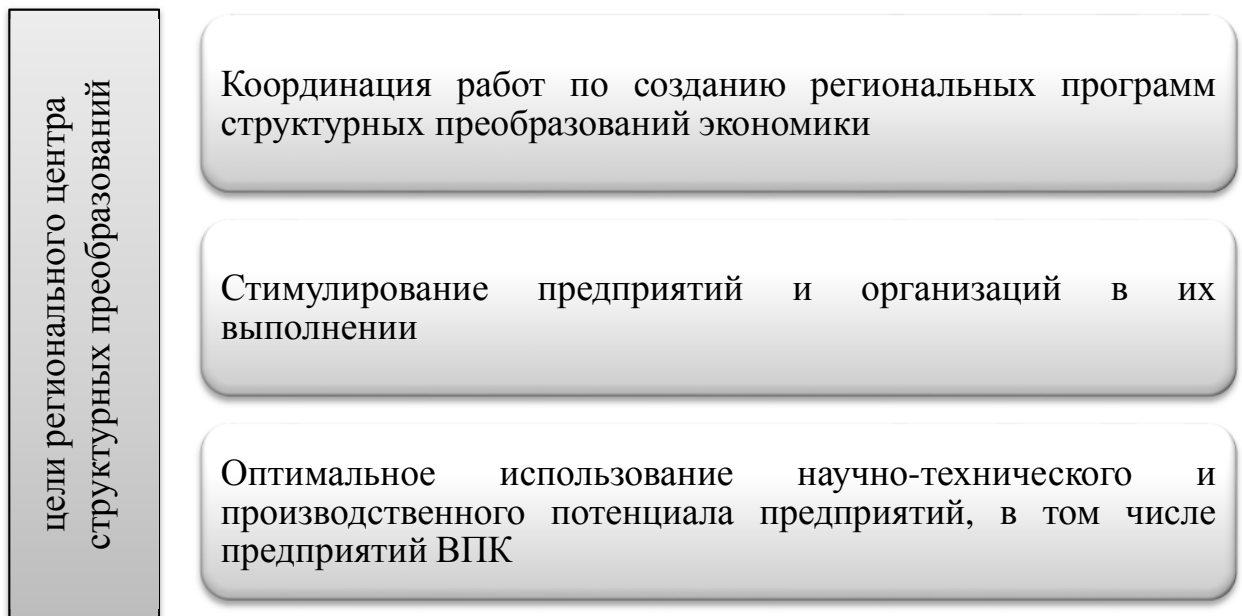 цели регионального центра
структурных преобразований
Координация работ по созданию региональных программ
структурных преобразований экономики
Стимулирование предприятий и организаций в их
выполнении
Оптимальное использование научно-технического и
производственного потенциала предприятий, в том числе
предприятий ВПК